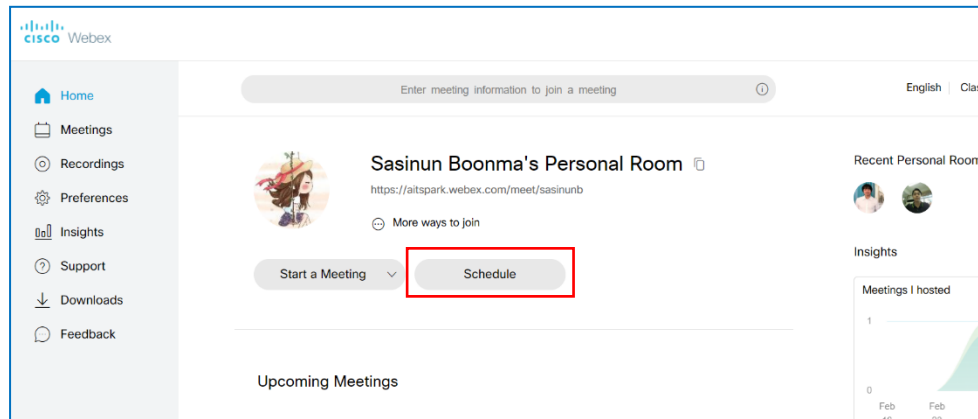 CISCO Webex
Enter meeting information to join a meeting
English
Home
Meetings
Recordings
Preferences
Insights
Support
Downloads
Feedback
Sasinun Boonma's Personal Room
https://aitspark.webex.com/meet/sasinunb
More ways to join
Start a Meeting
Schedule
Upcoming Meetings
Recent Personal Room
Insights
Meetings I hosted
1
0
Feb Feb